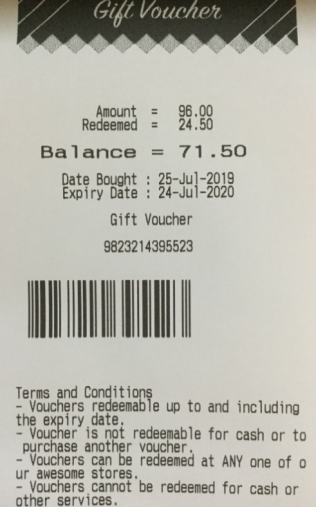 Gift Voucher
Amount = 96.00
Redeemed = 24.50
Balance = 71.50
Date Bought : 25-Jul-2019
Expiry Date : 24-Jul-2020
Gift Voucher
9823214395523
Terms and Conditions
- Vouchers redeemable up to and including
the expiry date.
- Voucher is not redeemable for cash or to
purchase another voucher.
- Vouchers can be redeemed at ANY one of o
ur awesome stores.
- Vouchers cannot be redeemed for cash or
other services.